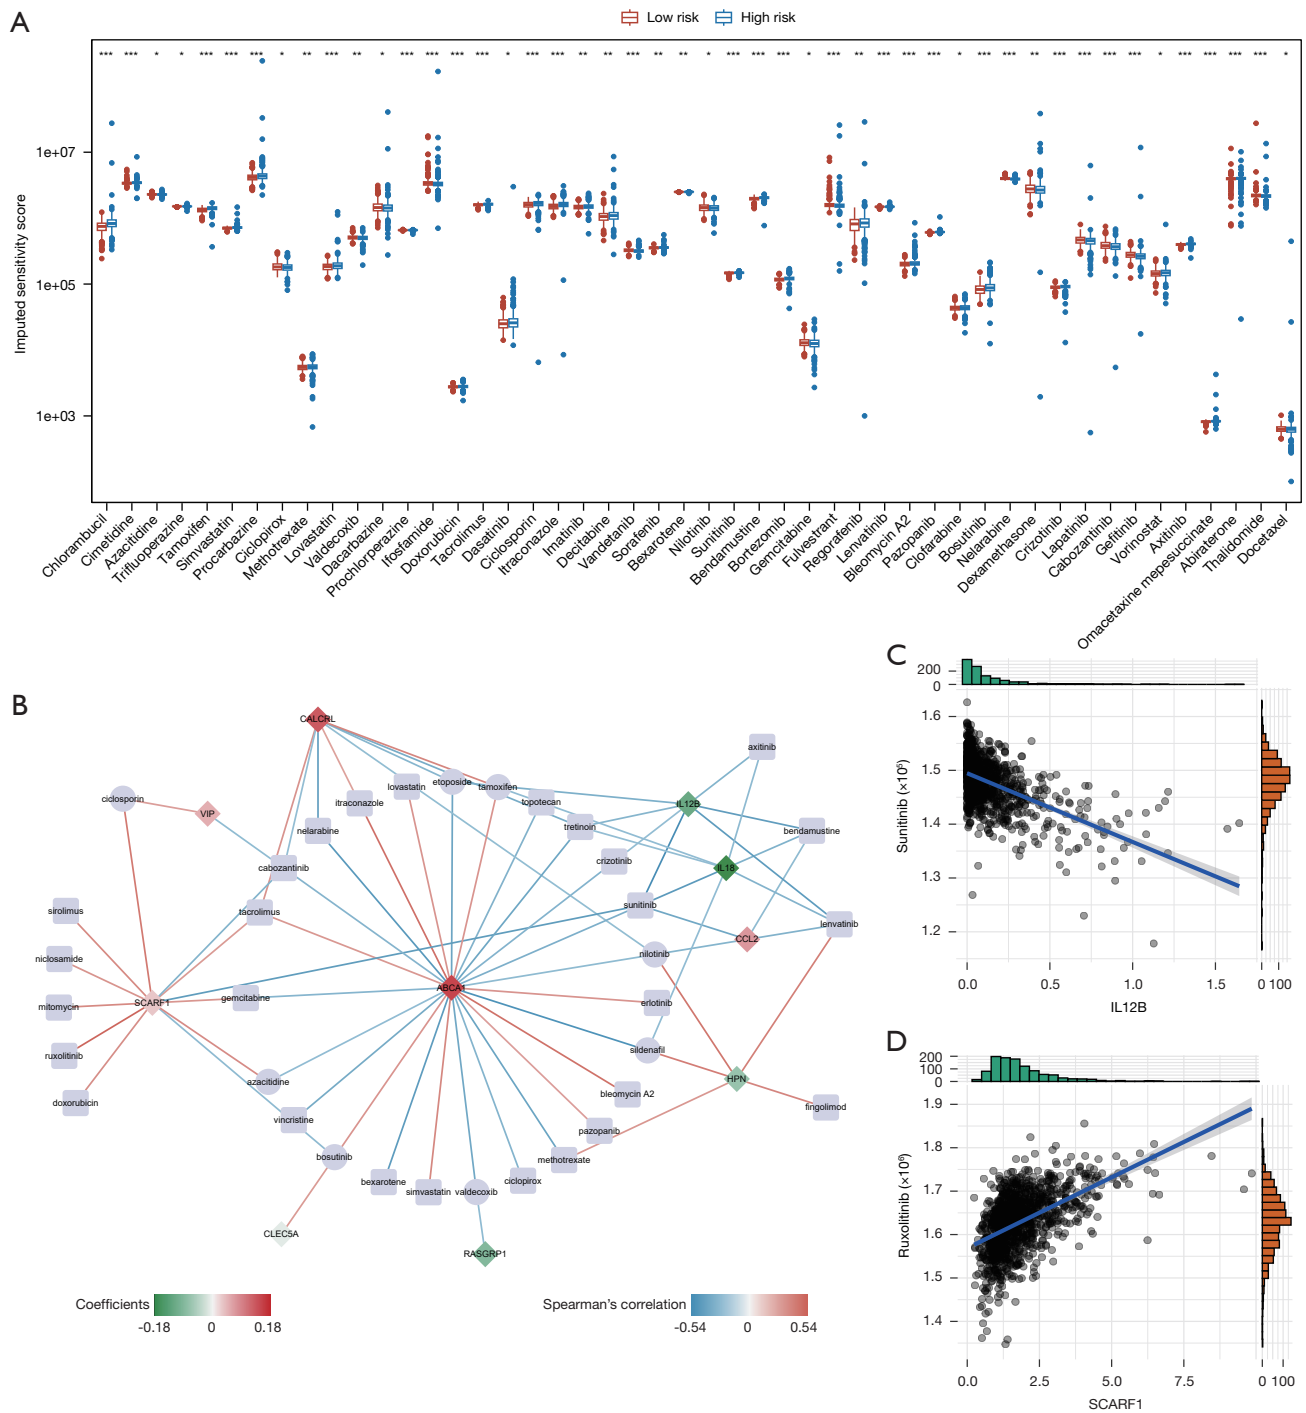 A
Low risk
High risk
*** *** * * *** *** *** * ** *** ** * *** *** *** *** * *** *** ** ** *** ** ** * *** *** *** * *** ** *** *** *** * *** *** ** *** *** *** *** * *** *** *** *** *
1e+07
1e+05
1e+03
Imputed sensitivity score
Chlorambucil
Cimetidine
Azacitidine
Trifluoperazine
Tamoxifen
Simvastatin
Procarbazine
Ciclopirox
Methotrexate
Lovastatin
Valdecoxib
Dacarbazine
Prochlorperazine
Ifosfamide
Doxorubicin
Tacrolimus
Dasatinib
Ciclosporin
Itraconazole
Imatinib
Decitabine
Vandetanib
Sorafenib
Bexarotene
Nilotinib
Sunitinib
Bendamustine
Bortezomib
Gemcitabine
Fulvestrant
Regorafenib
Lenvatinib
Bleomycin A2
Pazopanib
Clofarabine
Bosutinib
Nelarabine
Dexamethasone
Crizotinib
Lapatinib
Cabozantinib
Gefitinib
Vorinostat
Axitinib
Omacetaxine mepesuccinate
Abiraterone
Thalidomide
Docetaxel
B
CALCRL
axitinib
ciclosporin
VIP
itraconazole
lovastatin
etoposide
tamoxifen
topotecan
IL12B
nelarabine
tretinoin
bendamustine
cabozantinib
crizotinib
IL18
sirolimus
tacrolimus
sunitinib
lenvatinib
niclosamide
CCL2
nilotinib
mitomycin
SCARF1
gemcitabine
ABCA1
erlotinib
ruxolitinib
sildenafil
azacitidine
HPN
doxorubicin
bleomycin A2
fingolimod
vincristine
pazopanib
bosutinib
methotrexate
bexarotene
simvastatin
valdecoxib
ciclopirox
CLEC5A
RASGRP1
Coefficients
-0.18 0 0.18
Spearman's correlation
-0.54 0 0.54
C
200
0
1.6
1.5
1.4
1.3
1.2
Sunitinib (×10⁵)
0.0 0.5 1.0 1.5
0 100
IL12B
D
200
100
0
1.9
1.8
1.7
1.6
1.5
1.4
Ruxolitinib (×10⁶)
0.0 2.5 5.0 7.5
0 100
SCARF1